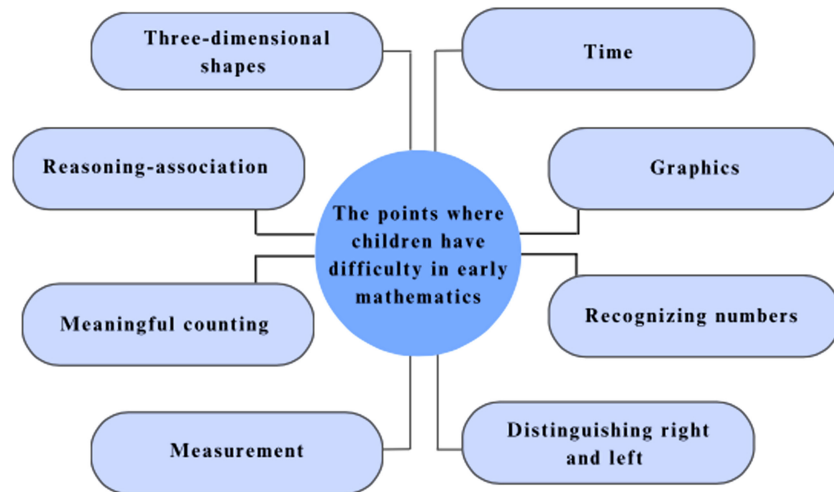 Three-dimensional
shapes
Time
Reasoning-association
Graphics
The points where
children have
difficulty in early
mathematics
Meaningful counting
Recognizing numbers
Measurement
Distinguishing right
and left